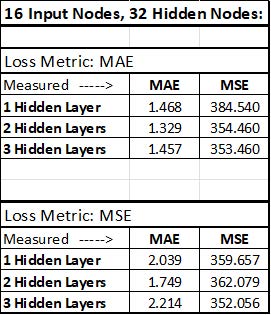 16 Input Nodes, 32 Hidden Nodes:
Loss Metric: MAE
Measured -----> MAE MSE
1 Hidden Layer 1.468 384.540
2 Hidden Layers 1.329 354.460
3 Hidden Layers 1.457 353.460
Loss Metric: MSE
Measured -----> MAE MSE
1 Hidden Layer 2.039 359.657
2 Hidden Layers 1.749 362.079
3 Hidden Layers 2.214 352.056